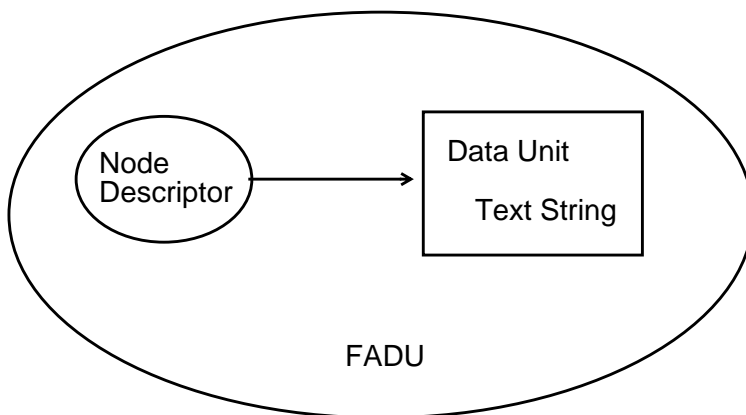 Node
Descriptor
Data Unit
Text String
FADU